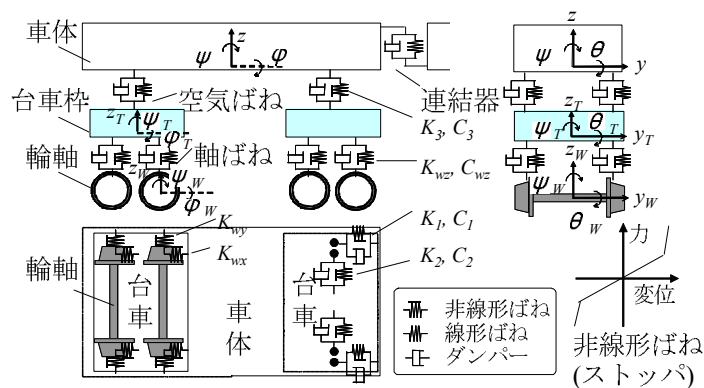 車体
z
ψ
φ
θ
y
連結器
台車枠
空気ばね
z_T
ψ_T
φ_T
θ_T
y_T
K_3, C_3
輪軸
軸ばね
z_W
ψ_W
φ_W
θ_W
y_W
K_wz, C_wz
K_wy
K_wx
K_1, C_1
K_2, C_2
輪軸
台車
車体
台車
力
変位
非線形ばね
(ストッパ)
非線形ばね
線形ばね
ダンパー
z
ψ
z_T
ψ_T
z_W
ψ_W